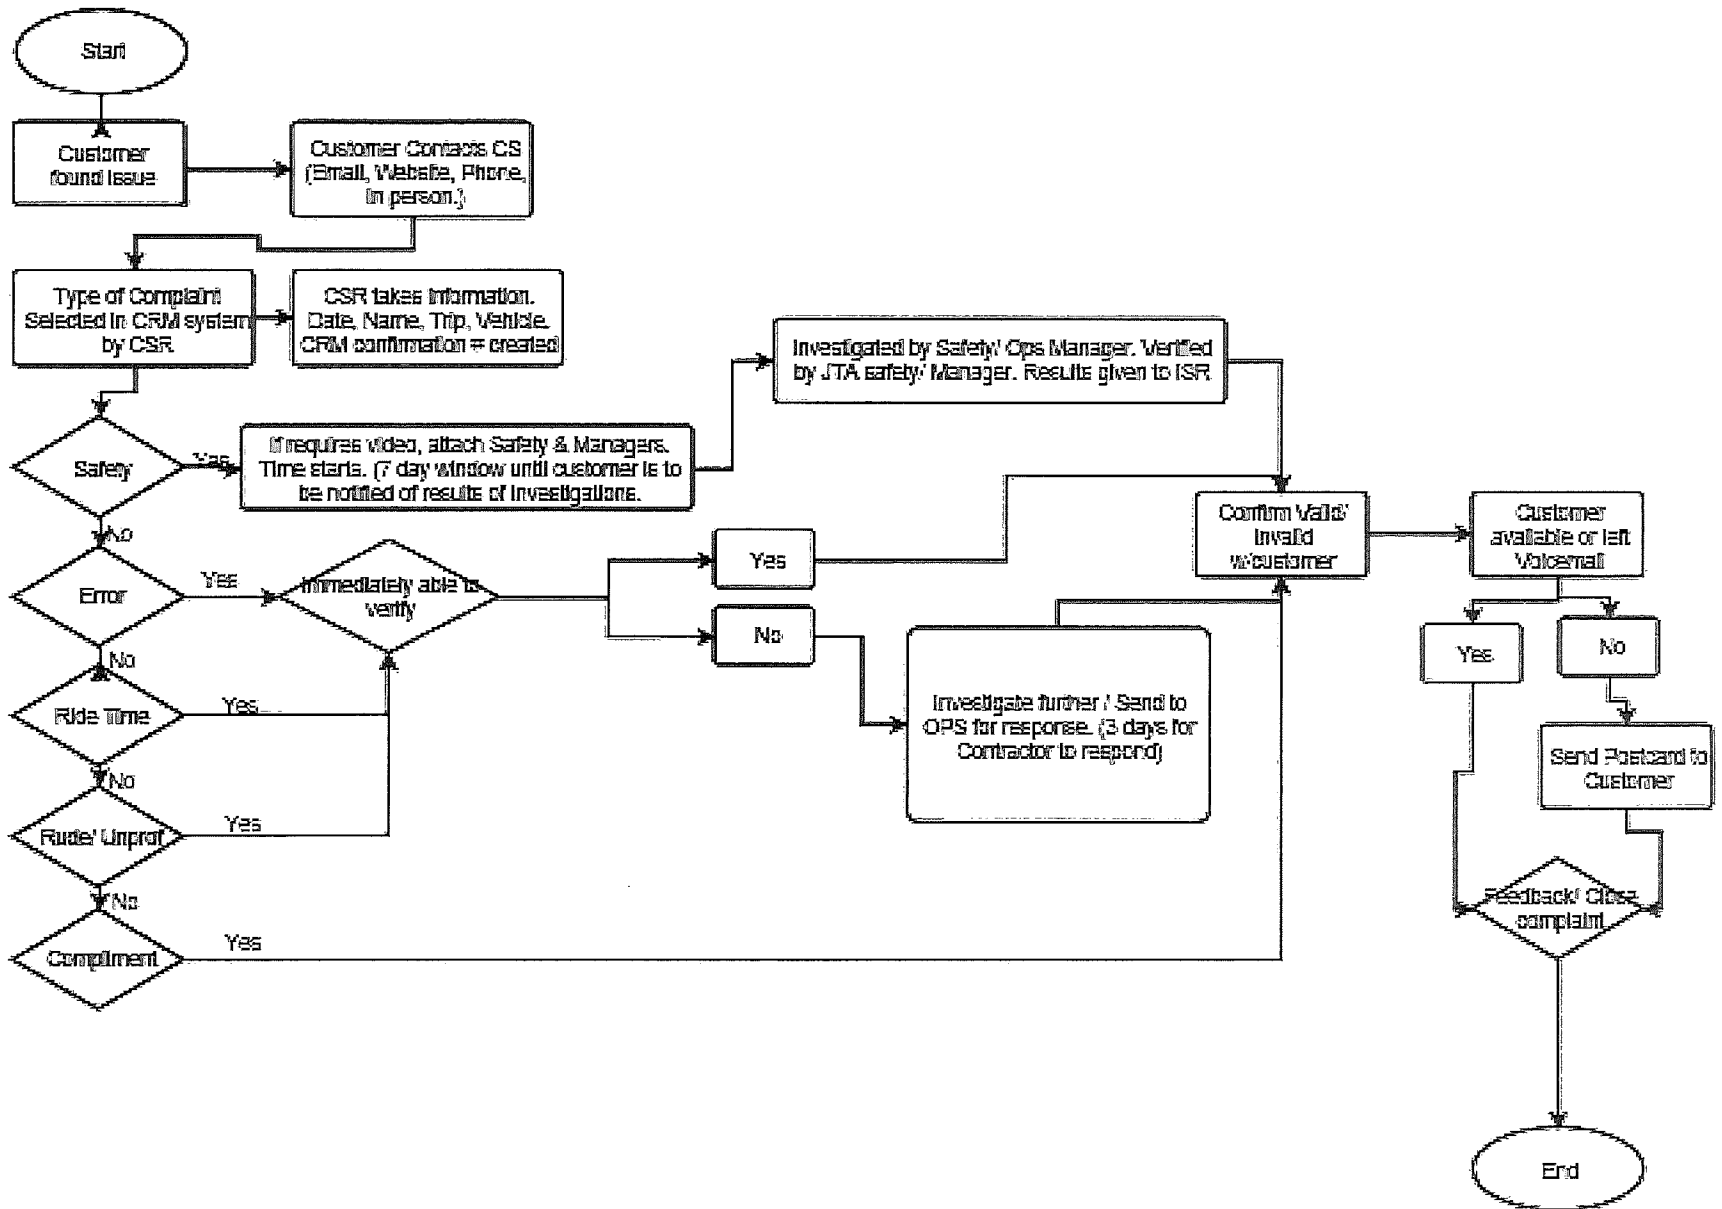 Start
Customer
found Issue
Customer Contacts CS
(Email, Website, Phone,
In person.)
Type of Complaint
Selected in CRM system
by CSR
CSR takes Information.
Date, Name, Trip, Vehicle.
CRM confirmation # created
Investigated by Safety/ Ops Manager. Verified
by JTA safety/ Manager. Results given to ISR
Safety
Yes
If requires video, attach Safety & Managers.
Time starts. (7 day window until customer is to
be notified of results of Investigations.
No
Error
Yes
Immediately able to
verify
Yes
No
Confirm Valid/
Invalid
w/customer
Customer
available or left
Voicemail
Yes
No
No
Ride Time
Yes
Investigate further / Send to
OPS for response. (3 days for
Contractor to respond)
Send Postcard to
Customer
No
Rude/ Unprof
Yes
No
Compliment
Yes
Feedback/ Close
complaint
End